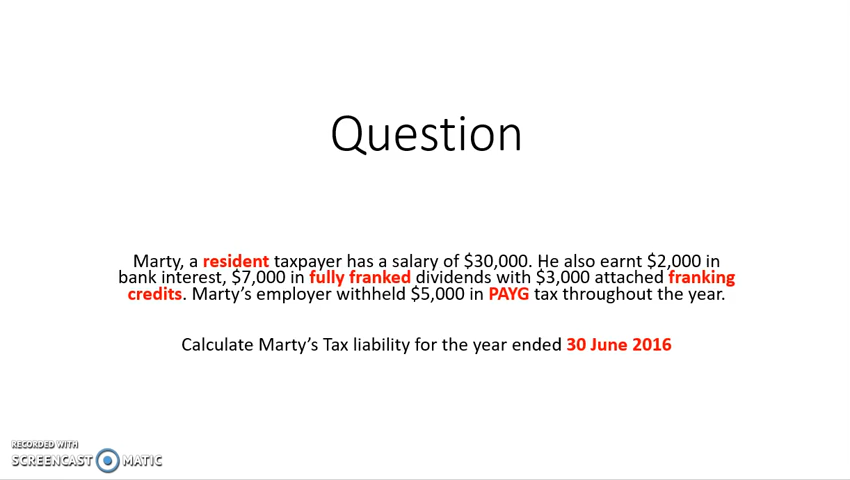 Question
Marty, a resident taxpayer has a salary of $30,000. He also earnt $2,000 in
bank interest, $7,000 in fully franked dividends with $3,000 attached franking
credits. Marty's employer withheld $5,000 in PAYG tax throughout the year.
Calculate Marty's Tax liability for the year ended 30 June 2016
RECORDED WITH
SCREENCAST MATIC